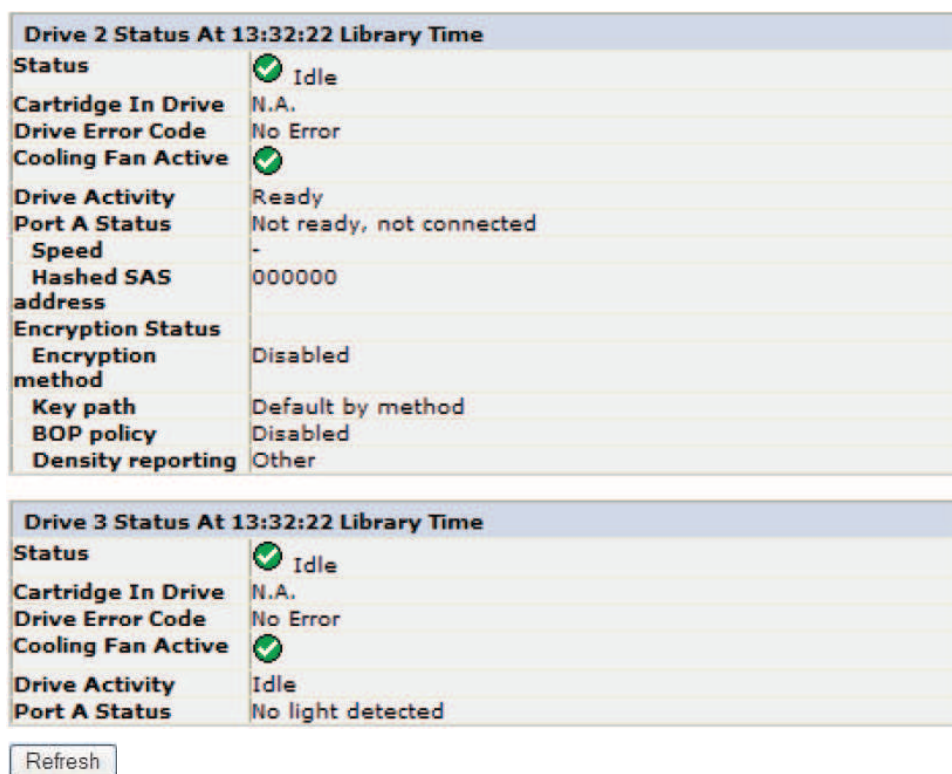 Drive 2 Status At 13:32:22 Library Time
Status Idle
Cartridge In Drive N.A.
Drive Error Code No Error
Cooling Fan Active
Drive Activity Ready
Port A Status Not ready, not connected
Speed -
Hashed SAS address 000000
Encryption Status
Encryption method Disabled
Key path Default by method
BOP policy Disabled
Density reporting Other
Drive 3 Status At 13:32:22 Library Time
Status Idle
Cartridge In Drive N.A.
Drive Error Code No Error
Cooling Fan Active
Drive Activity Idle
Port A Status No light detected
Refresh